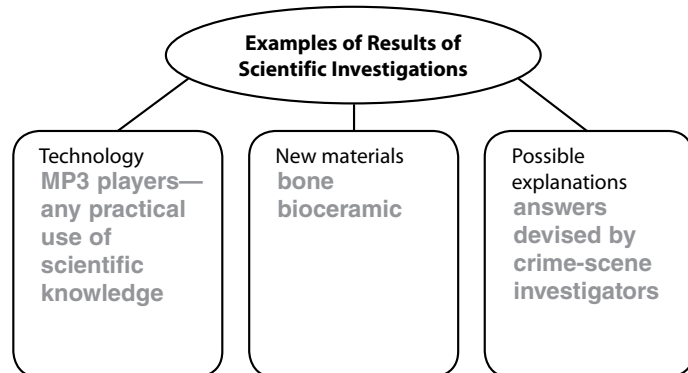 Examples of Results of
Scientific Investigations
Technology
MP3 players—
any practical
use of
scientific
knowledge
New materials
bone
bioceramic
Possible
explanations
answers
devised by
crime-scene
investigators